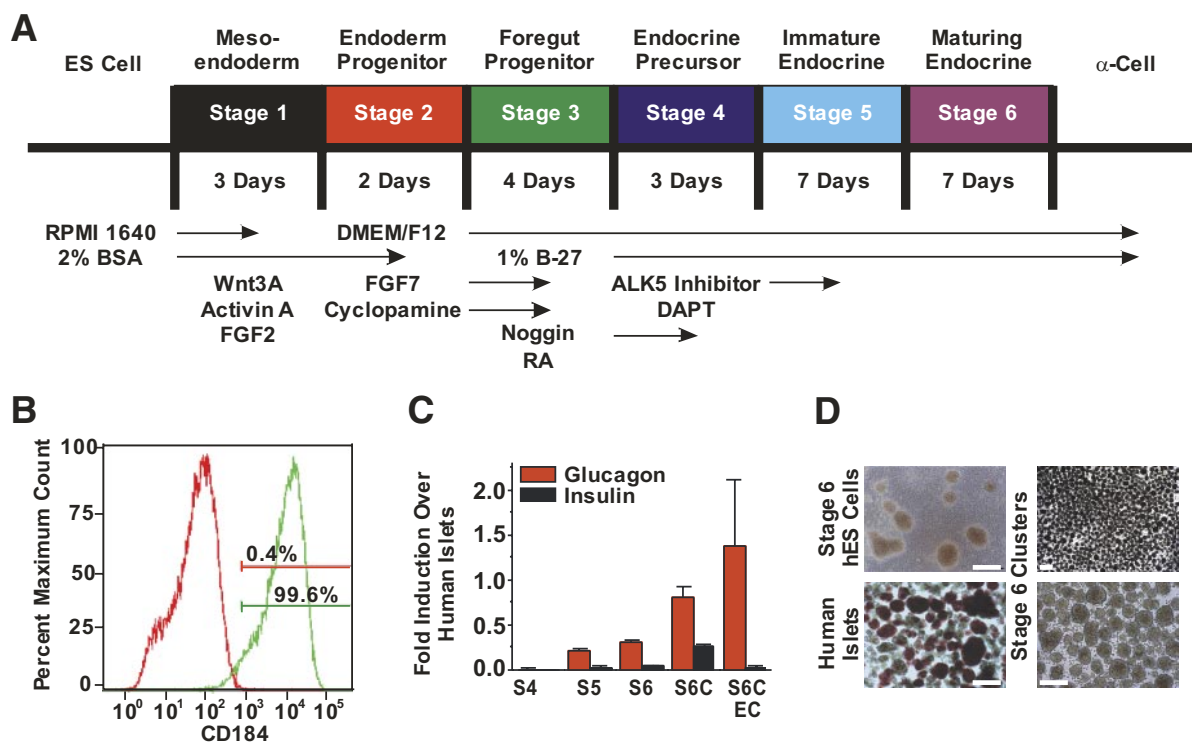 A
ES Cell
Meso-
endoderm
Endoderm
Progenitor
Foregut
Progenitor
Endocrine
Precursor
Immature
Endocrine
Maturing
Endocrine
α-Cell
Stage 1
Stage 2
Stage 3
Stage 4
Stage 5
Stage 6
3 Days
2 Days
4 Days
3 Days
7 Days
7 Days
RPMI 1640
DMEM/F12
2% BSA
1% B-27
Wnt3A
Activin A
FGF2
FGF7
Cyclopamine
Noggin
RA
ALK5 Inhibitor
DAPT
B
Percent Maximum Count
100
75
50
25
0
0.4%
99.6%
10⁰ 10¹ 10² 10³ 10⁴ 10⁵
CD184
C
Fold Induction Over
Human Islets
Glucagon
Insulin
2.0
1.5
1.0
0.5
0.0
S4 S5 S6 S6C S6C
EC
D
Stage 6
hES Cells
Human
Islets
Stage 6 Clusters